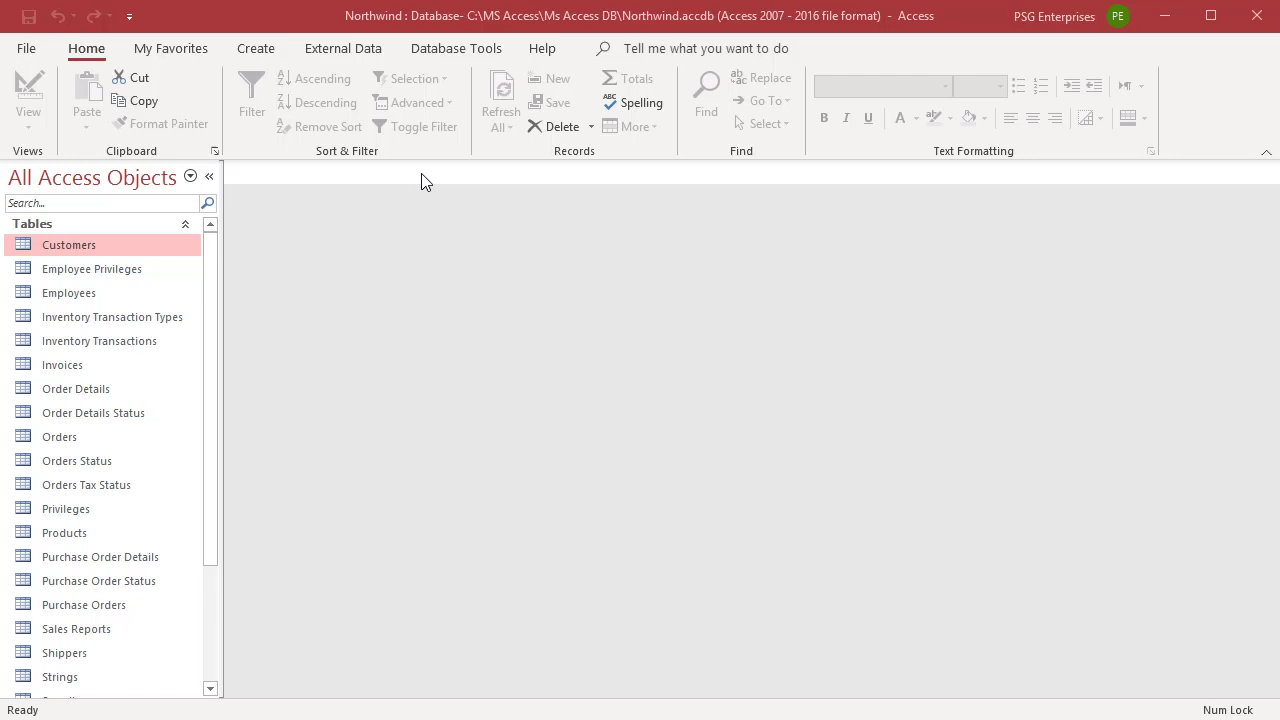 Northwind : Database- C:\MS Access\Ms Access DB\Northwind.accdb (Access 2007 - 2016 file format) - Access
PSG Enterprises
PE
File Home My Favorites Create External Data Database Tools Help Tell me what you want to do
View
Views
Paste
Cut
Copy
Format Painter
Clipboard
Filter
Ascending
Descending
Remove Sort
Selection
Advanced
Toggle Filter
Sort & Filter
Refresh
All
New
Save
Delete
Totals
Spelling
More
Records
Find
Replace
Go To
Select
Find
B I U A
Text Formatting
All Access Objects
Search...
Tables
Customers
Employee Privileges
Employees
Inventory Transaction Types
Inventory Transactions
Invoices
Order Details
Order Details Status
Orders
Orders Status
Orders Tax Status
Privileges
Products
Purchase Order Details
Purchase Order Status
Purchase Orders
Sales Reports
Shippers
Strings
Ready
Num Lock